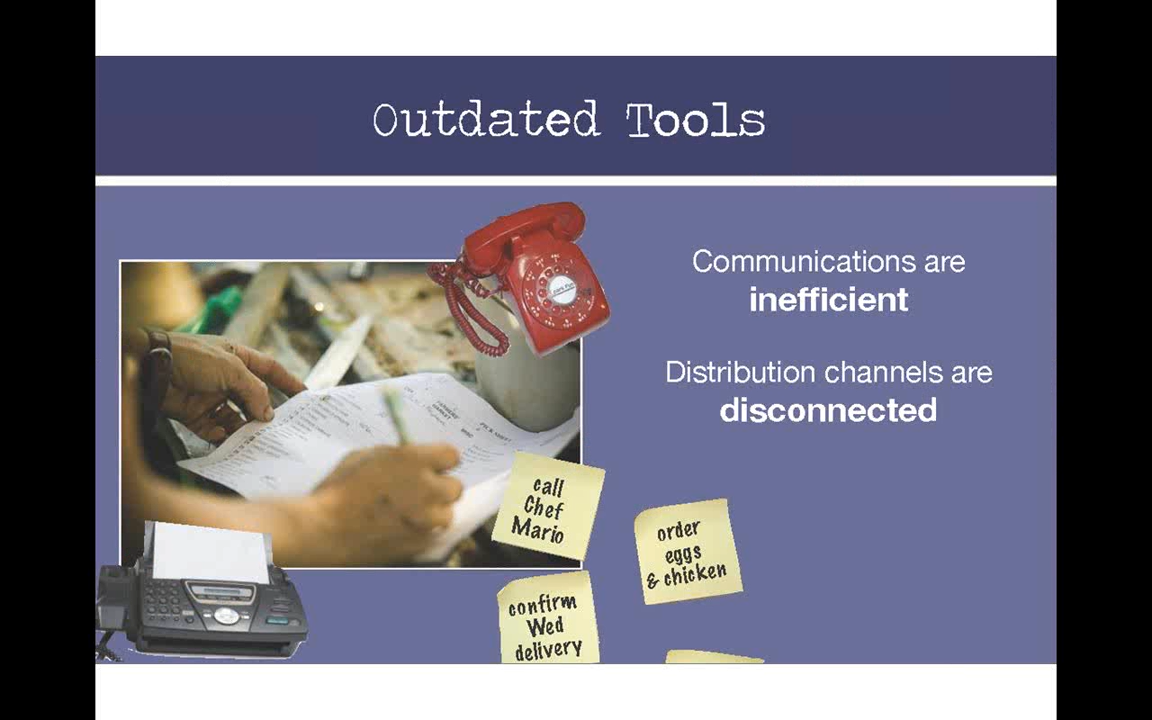 Outdated Tools
Communications are
inefficient
Distribution channels are
disconnected
call
Chef
Mario
order
eggs
& chicken
confirm
Wed
delivery